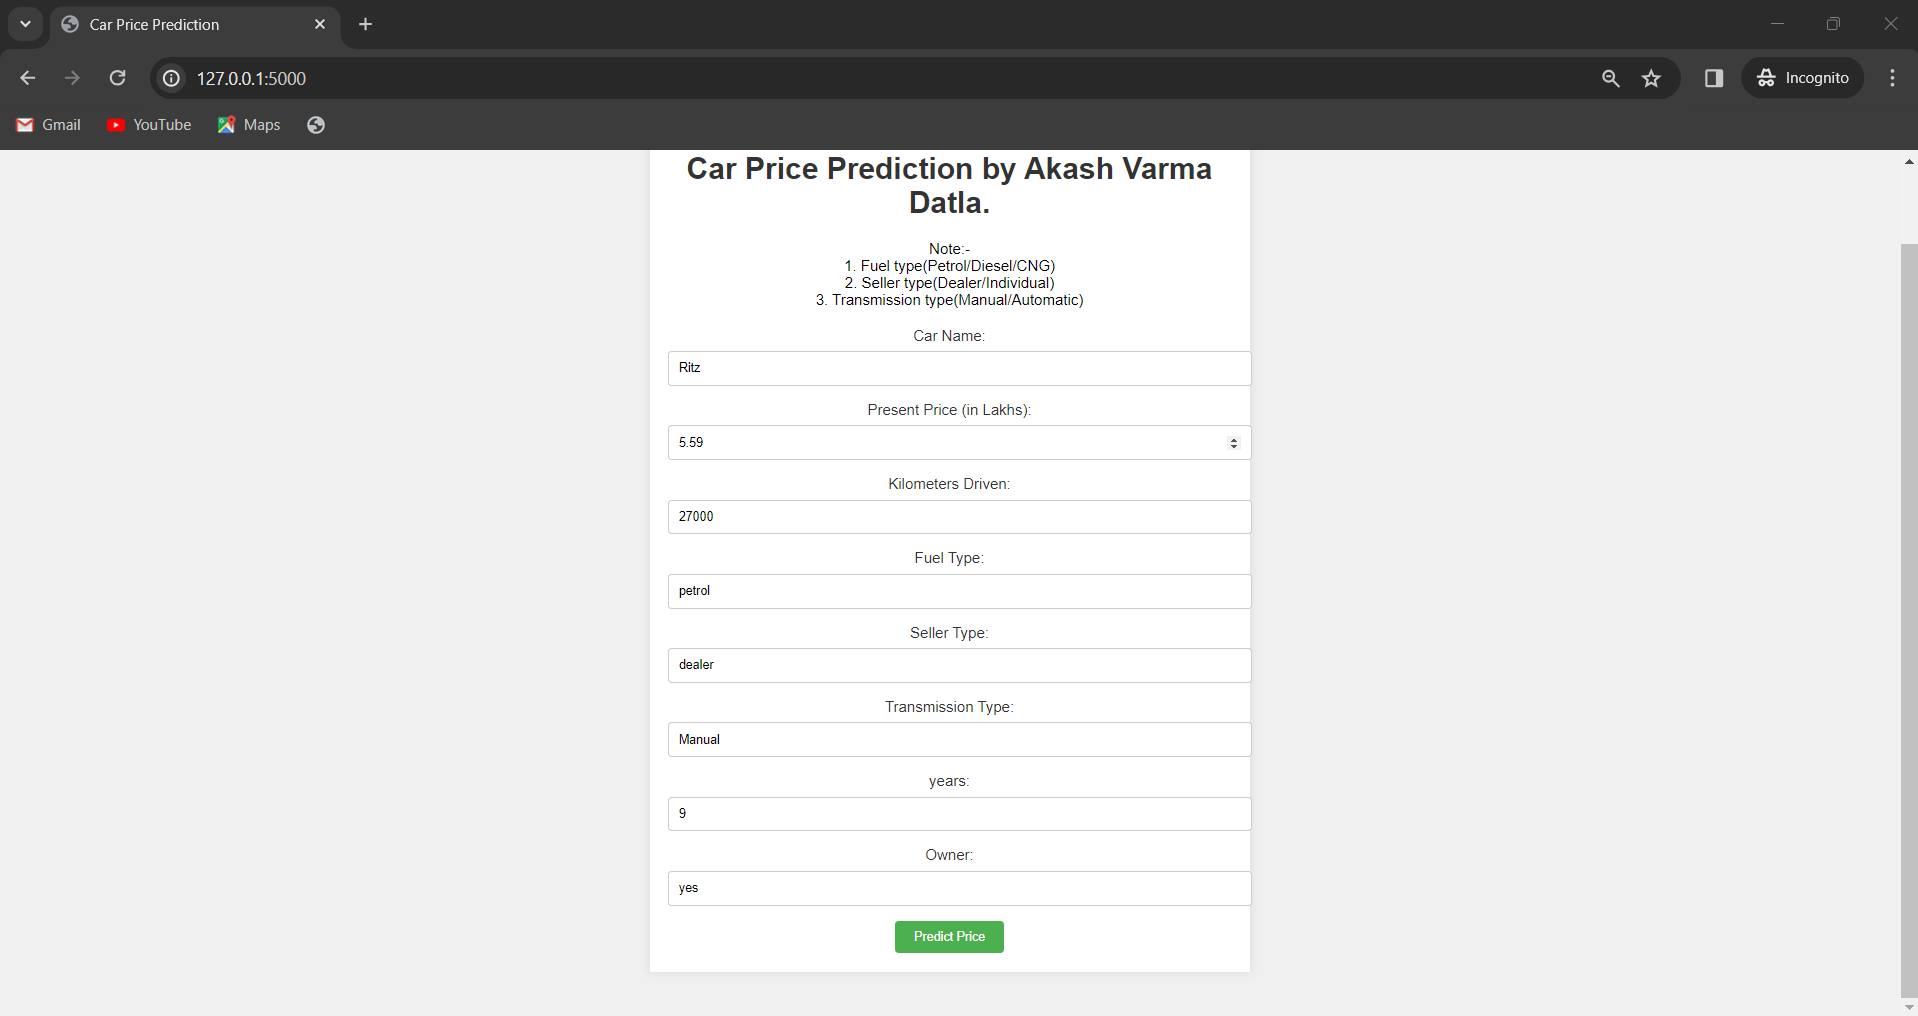 Car Price Prediction
127.0.0.1:5000
Incognito
Gmail YouTube Maps
Car Price Prediction by Akash Varma
Datla.
Note:-
1. Fuel type(Petrol/Diesel/CNG)
2. Seller type(Dealer/Individual)
3. Transmission type(Manual/Automatic)
Car Name:
Ritz
Present Price (in Lakhs):
5.59
Kilometers Driven:
27000
Fuel Type:
petrol
Seller Type:
dealer
Transmission Type:
Manual
years:
9
Owner:
yes
Predict Price